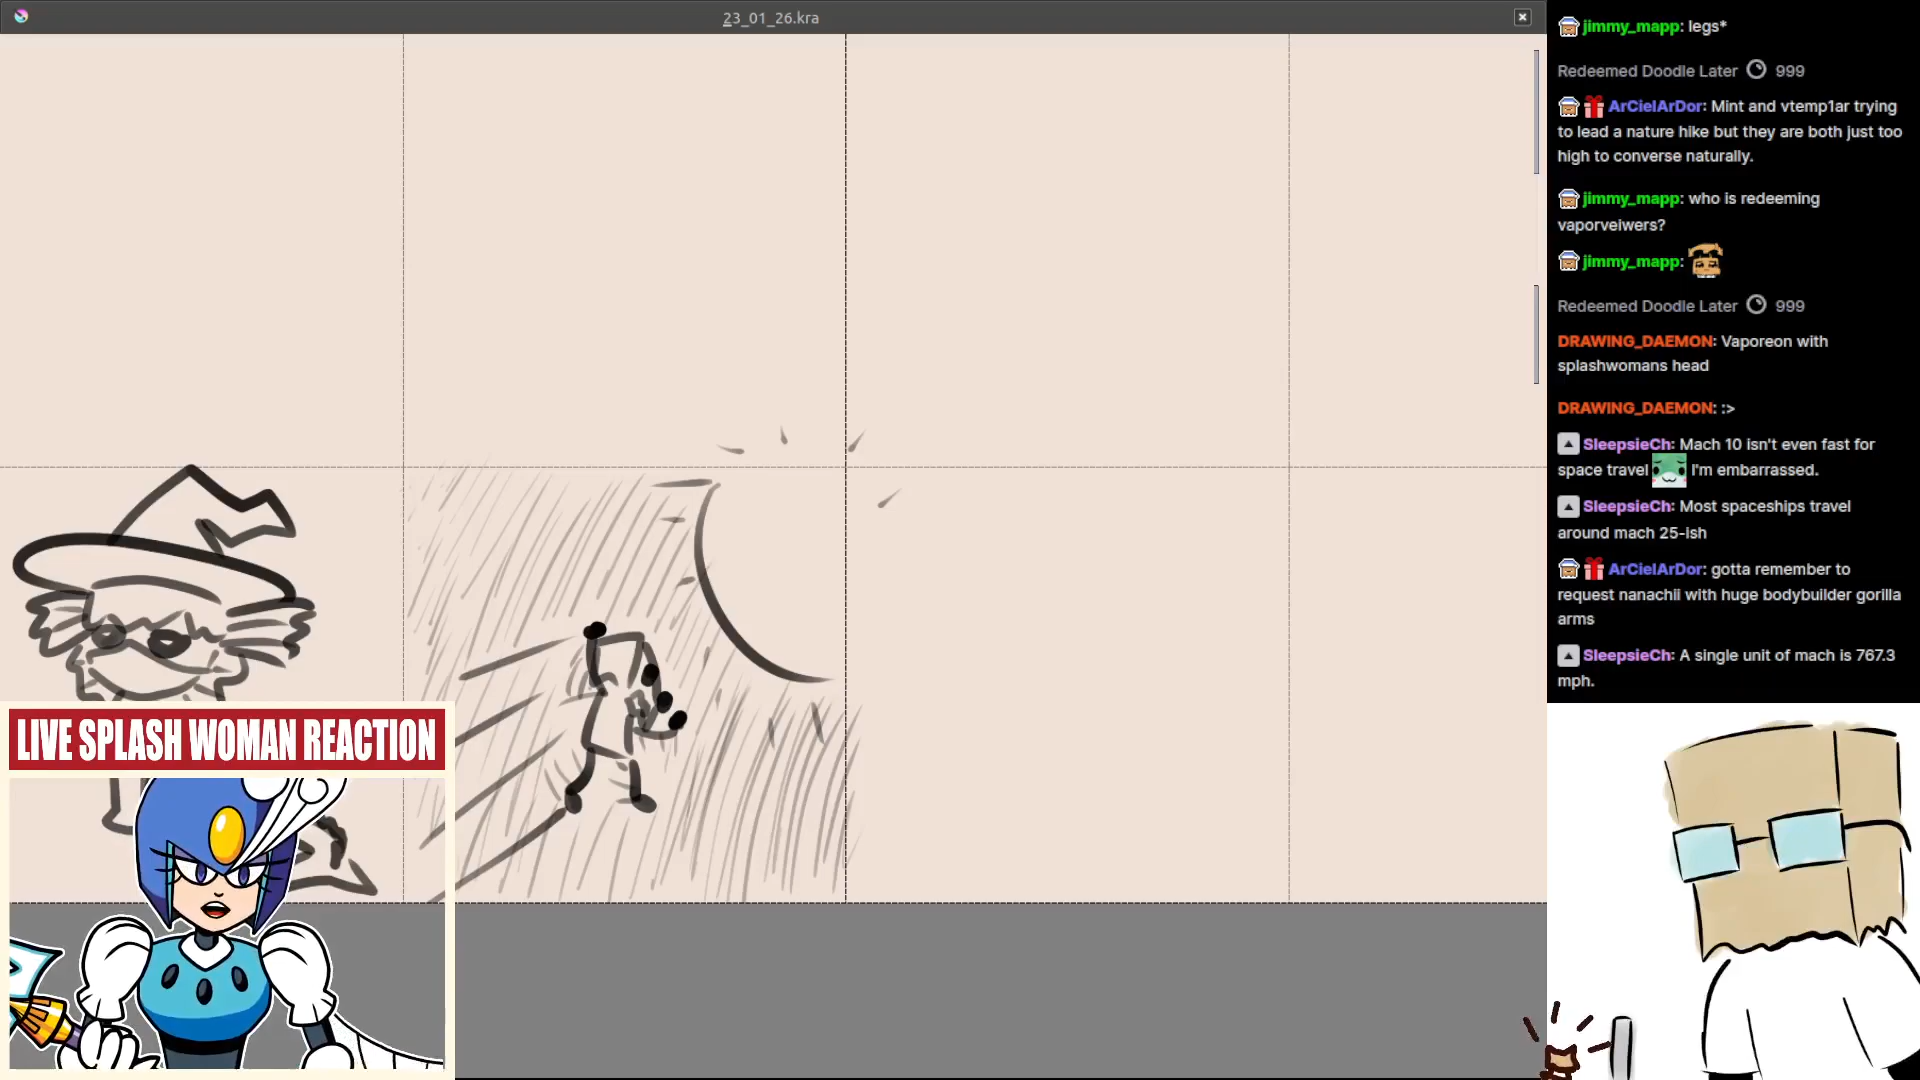 23_01_26.kra
jimmy_mapp: legs*
Redeemed Doodle Later 999
ArCielArDor: Mint and vtemp1ar trying
to lead a nature hike but they are both just too
high to converse naturally.
jimmy_mapp: who is redeeming
vaporveiwers?
jimmy_mapp:
Redeemed Doodle Later 999
DRAWING_DAEMON: Vaporeon with
splashwomans head
DRAWING_DAEMON: :>
SleepsieCh: Mach 10 isn't even fast for
space travel I'm embarrassed.
SleepsieCh: Most spaceships travel
around mach 25-ish
ArCielArDor: gotta remember to
request nanachii with huge bodybuilder gorilla
arms
SleepsieCh: A single unit of mach is 767.3
mph.
LIVE SPLASH WOMAN REACTION